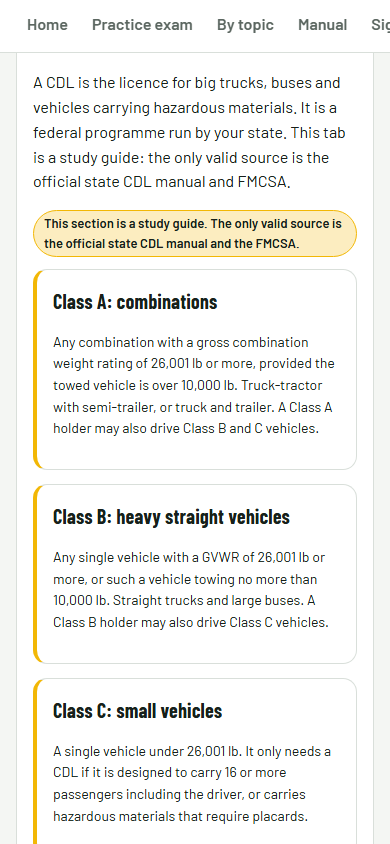 Home Practice exam By topic Manual
A CDL is the licence for big trucks, buses and
vehicles carrying hazardous materials. It is a
federal programme run by your state. This tab
is a study guide: the only valid source is the
official state CDL manual and FMCSA.
This section is a study guide. The only valid source is
the official state CDL manual and the FMCSA.
Class A: combinations
Any combination with a gross combination
weight rating of 26,001 lb or more, provided the
towed vehicle is over 10,000 lb. Truck-tractor
with semi-trailer, or truck and trailer. A Class A
holder may also drive Class B and C vehicles.
Class B: heavy straight vehicles
Any single vehicle with a GVWR of 26,001 lb or
more, or such a vehicle towing no more than
10,000 lb. Straight trucks and large buses. A
Class B holder may also drive Class C vehicles.
Class C: small vehicles
A single vehicle under 26,001 lb. It only needs a
CDL if it is designed to carry 16 or more
passengers including the driver, or carries
hazardous materials that require placards.